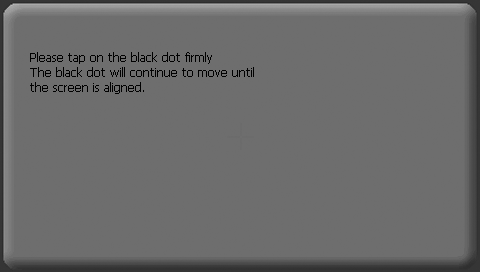 Please tap on the black dot firmly
The black dot will continue to move until
the screen is aligned.